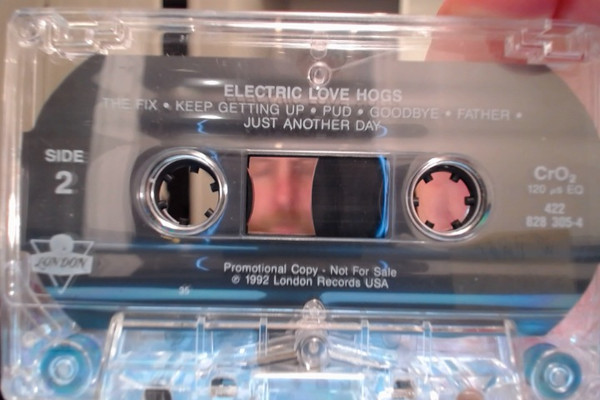 ELECTRIC LOVE HOGS
THE FIX • KEEP GETTING UP • PUD • GOODBYE • FATHER •
JUST ANOTHER DAY
SIDE
2
CrO₂
120 µs EQ
422
828 305-4
LONDON
Promotional Copy - Not For Sale
℗ 1992 London Records USA
35